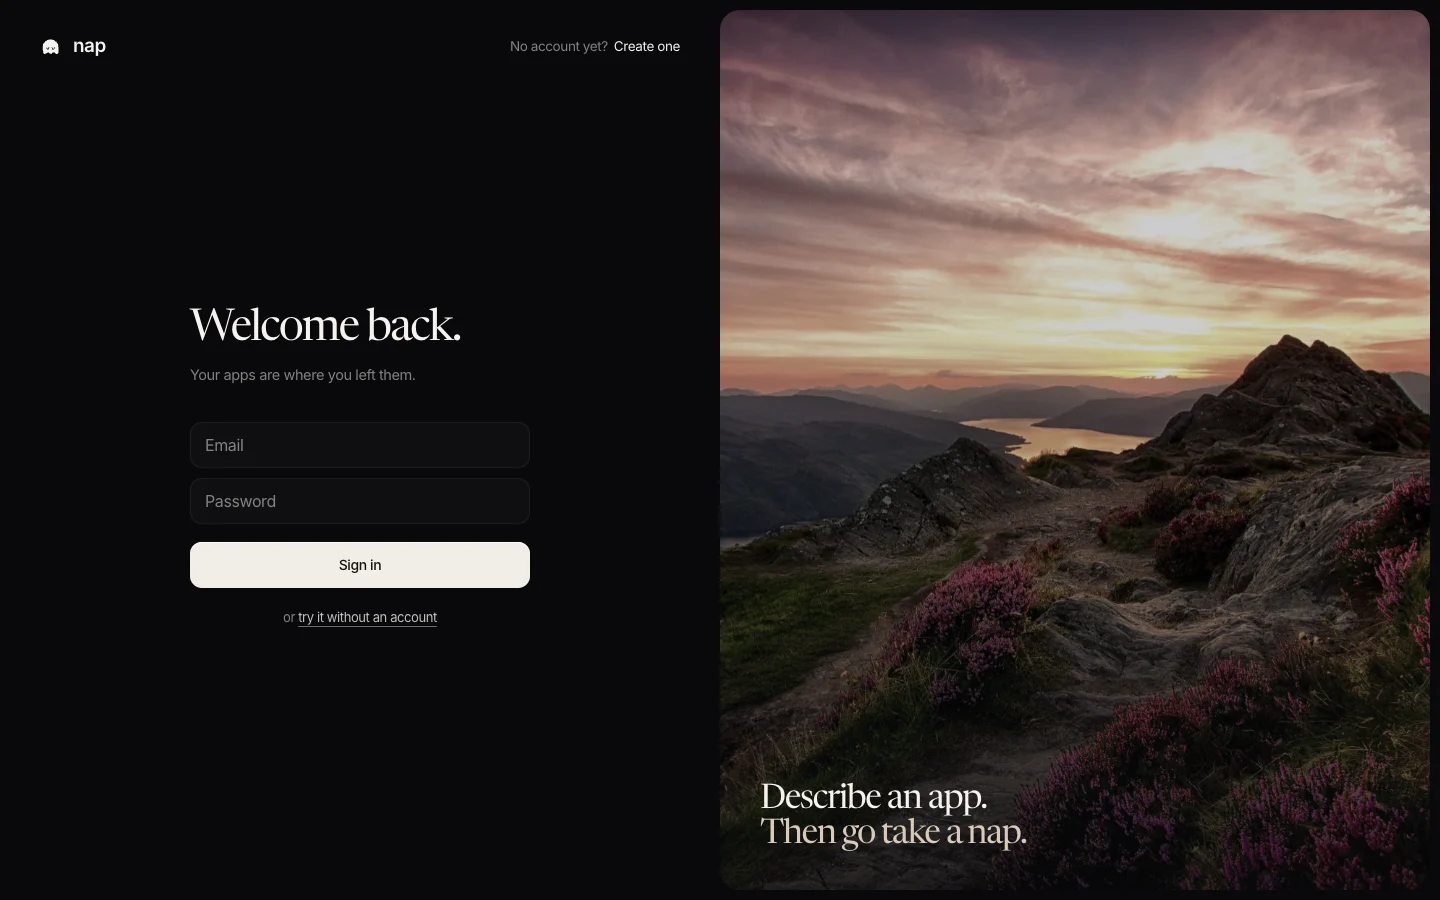 nap
No account yet? Create one
Welcome back.
Your apps are where you left them.
Email
Password
Sign in
or try it without an account
Describe an app.
Then go take a nap.